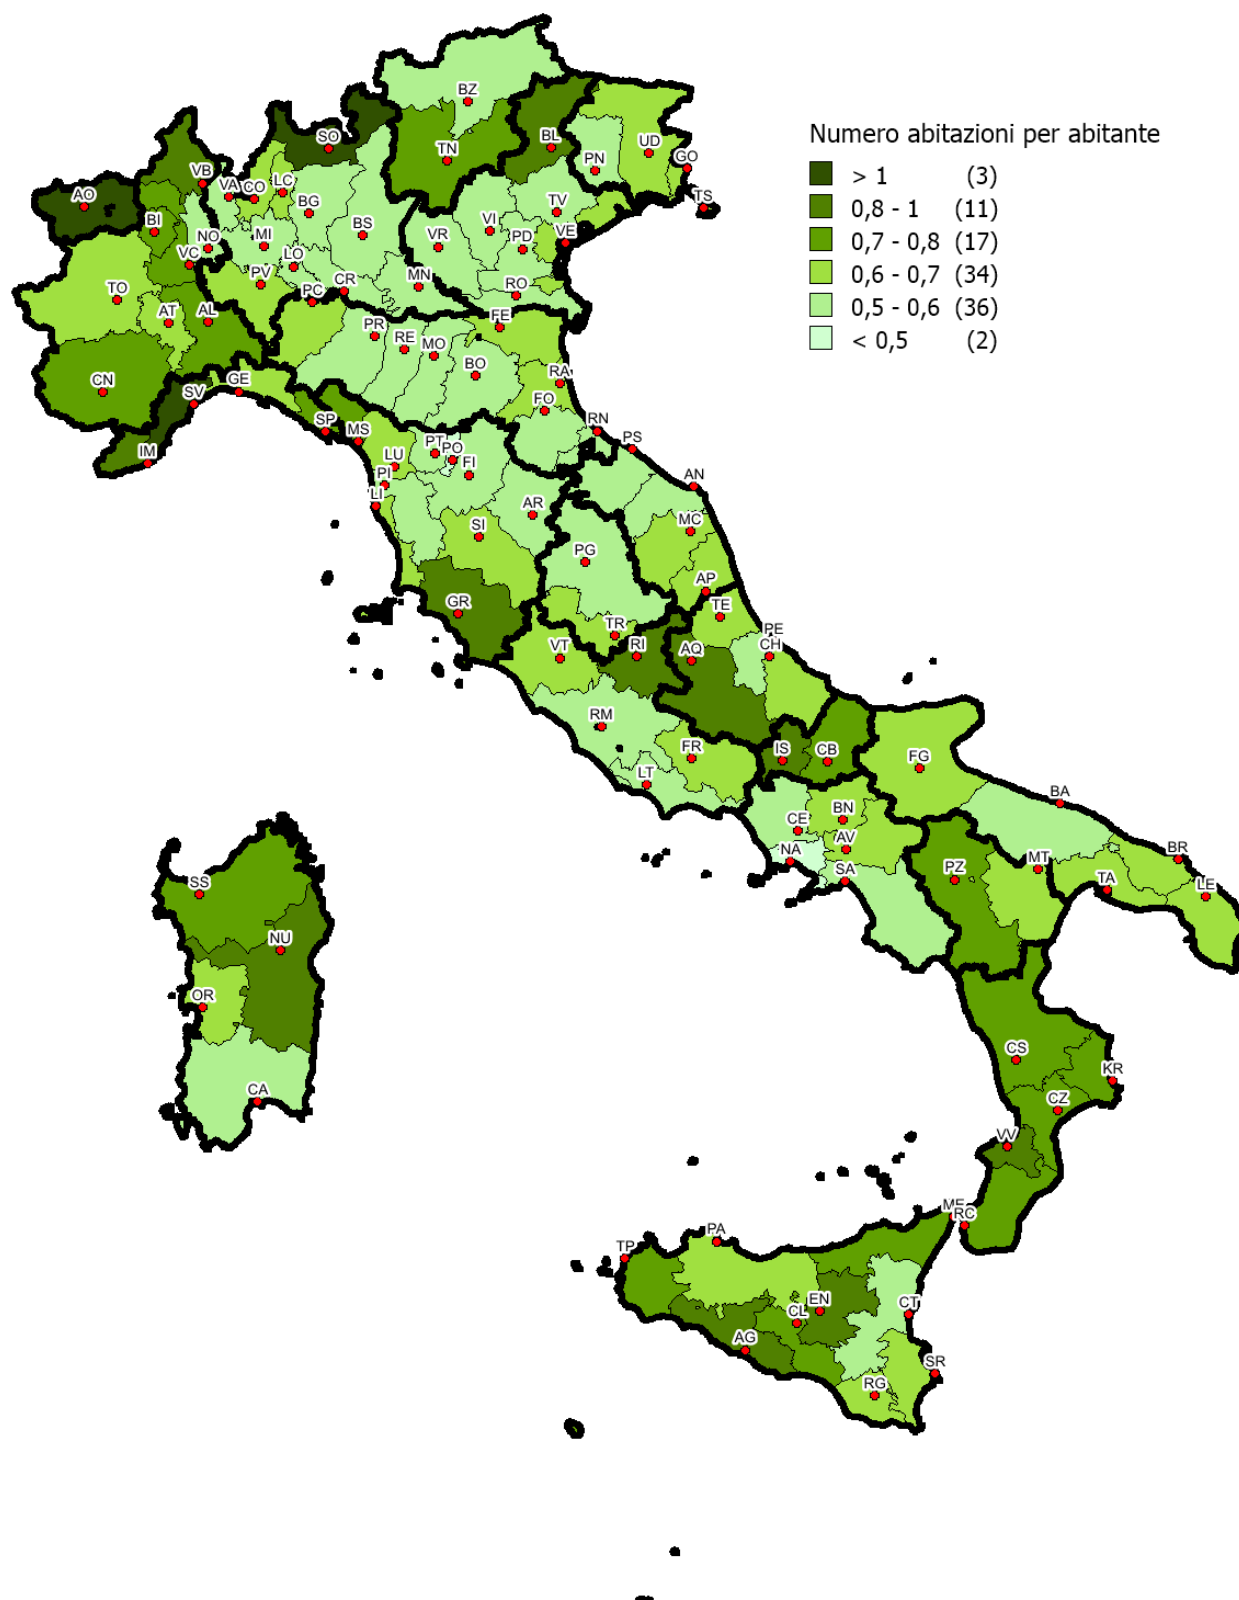 Numero abitazioni per abitante
> 1 (3)
0,8 - 1 (11)
0,7 - 0,8 (17)
0,6 - 0,7 (34)
0,5 - 0,6 (36)
< 0,5 (2)
BZ
SO
BL
TN
UD
PN
GO
VB
AO
VA
CO
LC
BG
TS
BI
TV
BS
VI
VE
NO
MI
VR
PD
VC
LO
PV
CR
MN
RO
TO
PC
AT
AL
PR
RE
MO
FE
BO
CN
GE
SV
RA
FO
SP
MS
RN
PS
IM
LU
PT
PO
FI
PI
LI
AN
AR
SI
MC
PG
AP
GR
TE
TR
PE
VT
RI
AQ
CH
RM
FR
IS
CB
FG
LT
BA
CE
BN
NA
AV
SA
BR
MT
PZ
TA
LE
SS
NU
OR
CA
CS
KR
CZ
VV
ME
RC
PA
TP
EN
CL
CT
AG
SR
RG